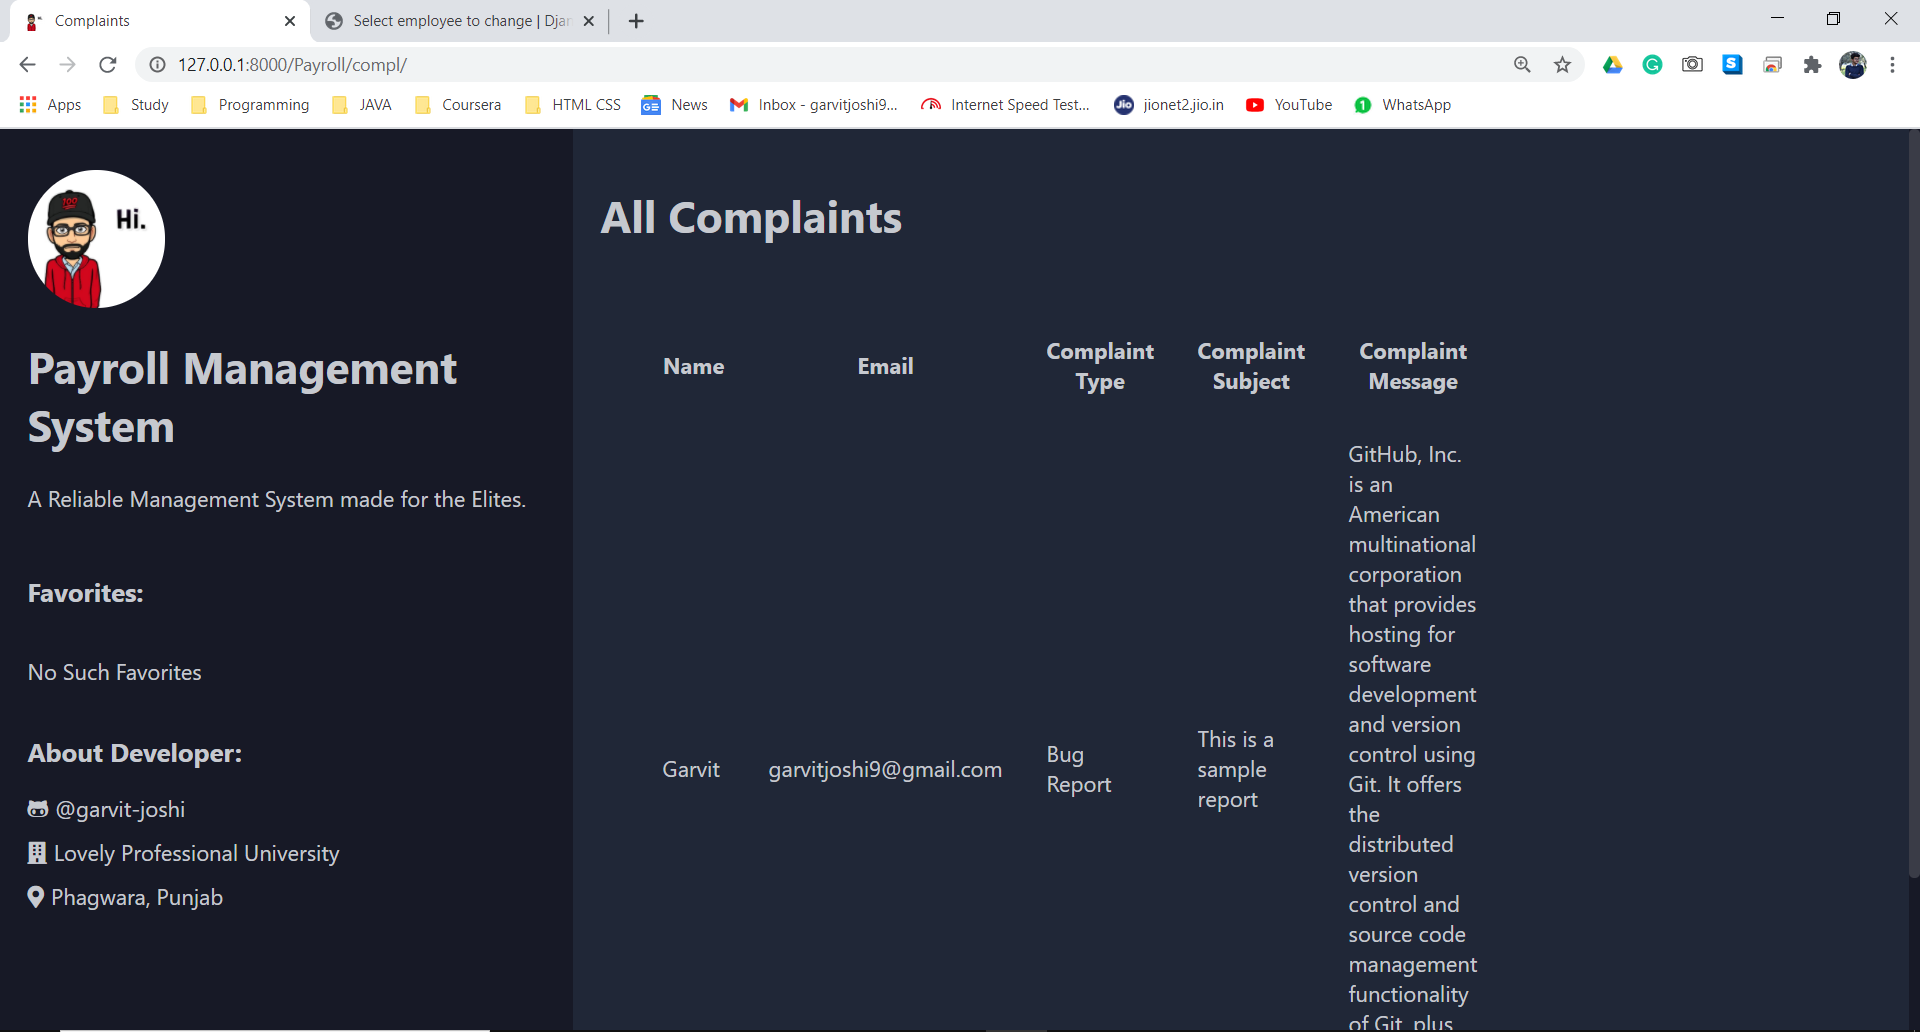 Complaints
Select employee to change | Djan
127.0.0.1:8000/Payroll/compl/
Apps Study Programming JAVA Coursera HTML CSS News Inbox - garvitjoshi9... Internet Speed Test... jionet2.jio.in YouTube WhatsApp
100
Hi.
Payroll Management
System
A Reliable Management System made for the Elites.
Favorites:
No Such Favorites
About Developer:
@garvit-joshi
Lovely Professional University
Phagwara, Punjab
All Complaints
Name
Email
Complaint
Type
Complaint
Subject
Complaint
Message
Garvit
garvitjoshi9@gmail.com
Bug
Report
This is a
sample
report
GitHub, Inc.
is an
American
multinational
corporation
that provides
hosting for
software
development
and version
control using
Git. It offers
the
distributed
version
control and
source code
management
functionality
of Git, plus